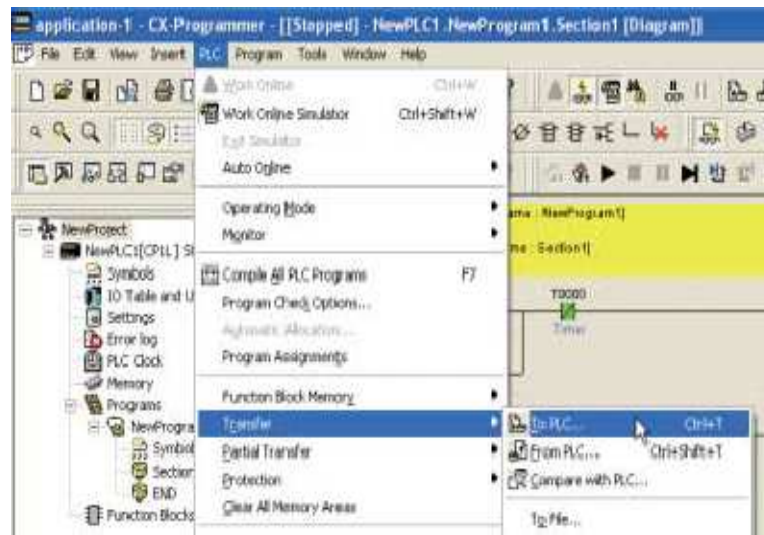 application-1 - CX-Programmer - [[Stopped] - NewPLC1.NewProgram1.Section1 [Diagram]]
File Edit View Insert PLC Program Tools Window Help
Work Online Ctrl+W
Work Online Simulator Ctrl+Shift+W
Exit Simulator
Auto Online
Operating Mode
Monitor
Compile All PLC Programs F7
Program Check Options...
Automatic Allocation...
Program Assignments
Function Block Memory
Transfer
Partial Transfer
Protection
Clear All Memory Areas
To PLC... Ctrl+T
From PLC... Ctrl+Shift+T
Compare with PLC...
To File...
NewProject
NewPLC1[CP1L] St
Symbols
IO Table and U
Settings
Error log
PLC Clock
Memory
Programs
NewProgra
Symbol
Section
END
Function Blocks
ame : NewProgram1]
me : Section1]
T0000
Timer